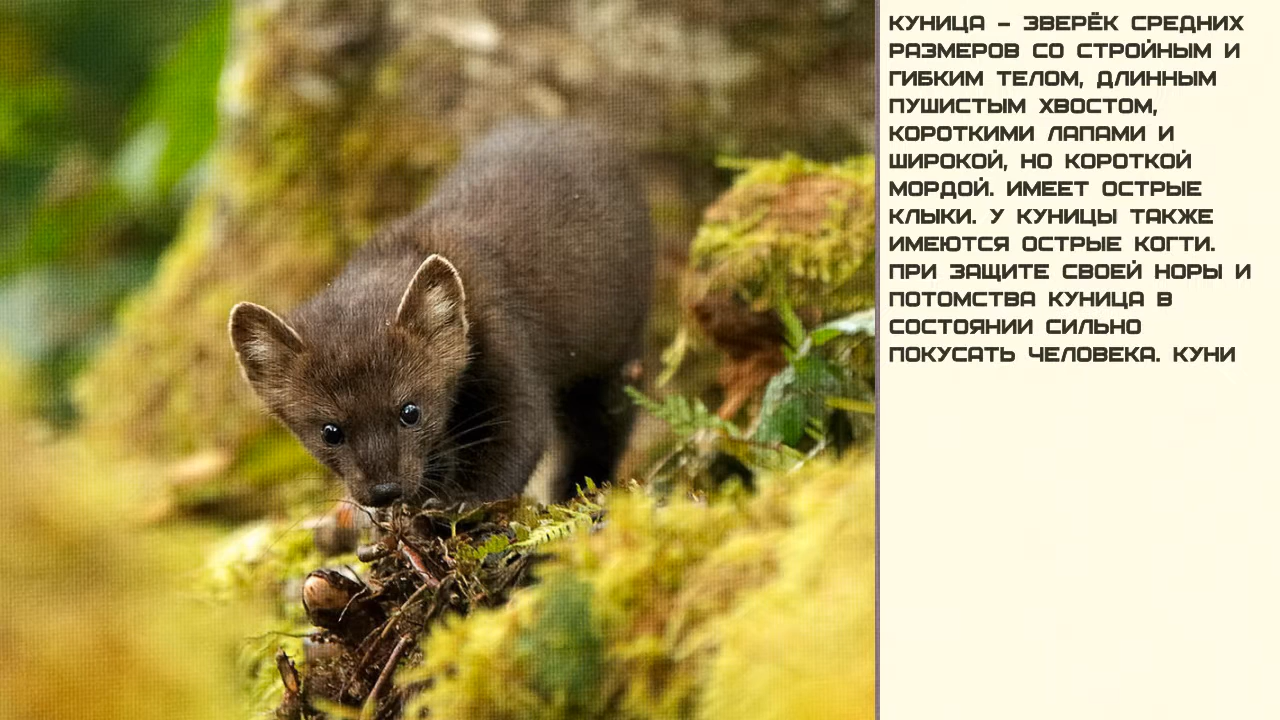 КУНИЦА – ЗВЕРЁК СРЕДНИХ
РАЗМЕРОВ СО СТРОЙНЫМ И
ГИБКИМ ТЕЛОМ, ДЛИННЫМ
ПУШИСТЫМ ХВОСТОМ,
КОРОТКИМИ ЛАПАМИ И
ШИРОКОЙ, НО КОРОТКОЙ
МОРДОЙ. ИМЕЕТ ОСТРЫЕ
КЛЫКИ. У КУНИЦЫ ТАКЖЕ
ИМЕЮТСЯ ОСТРЫЕ КОГТИ.
ПРИ ЗАЩИТЕ СВОЕЙ НОРЫ И
ПОТОМСТВА КУНИЦА В
СОСТОЯНИИ СИЛЬНО
ПОКУСАТЬ ЧЕЛОВЕКА. КУНИ